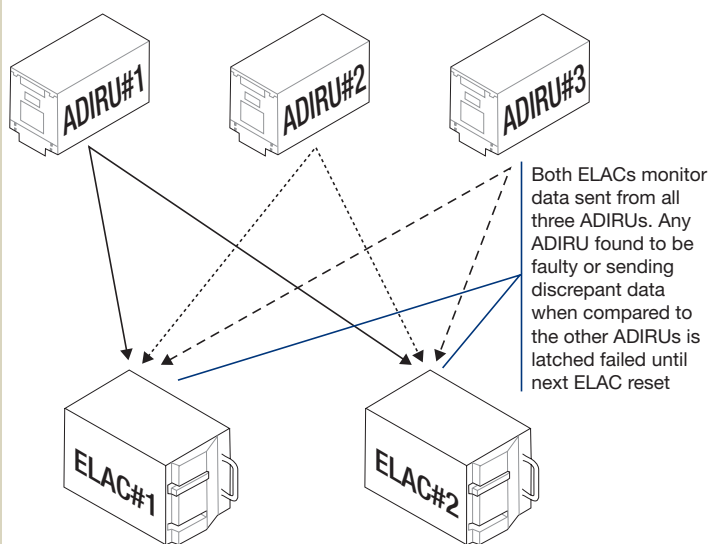 ADIRU#1
ADIRU#2
ADIRU#3
Both ELACs monitor
data sent from all
three ADIRUs. Any
ADIRU found to be
faulty or sending
discrepant data
when compared to
the other ADIRUs is
latched failed until
next ELAC reset
ELAC#1
ELAC#2